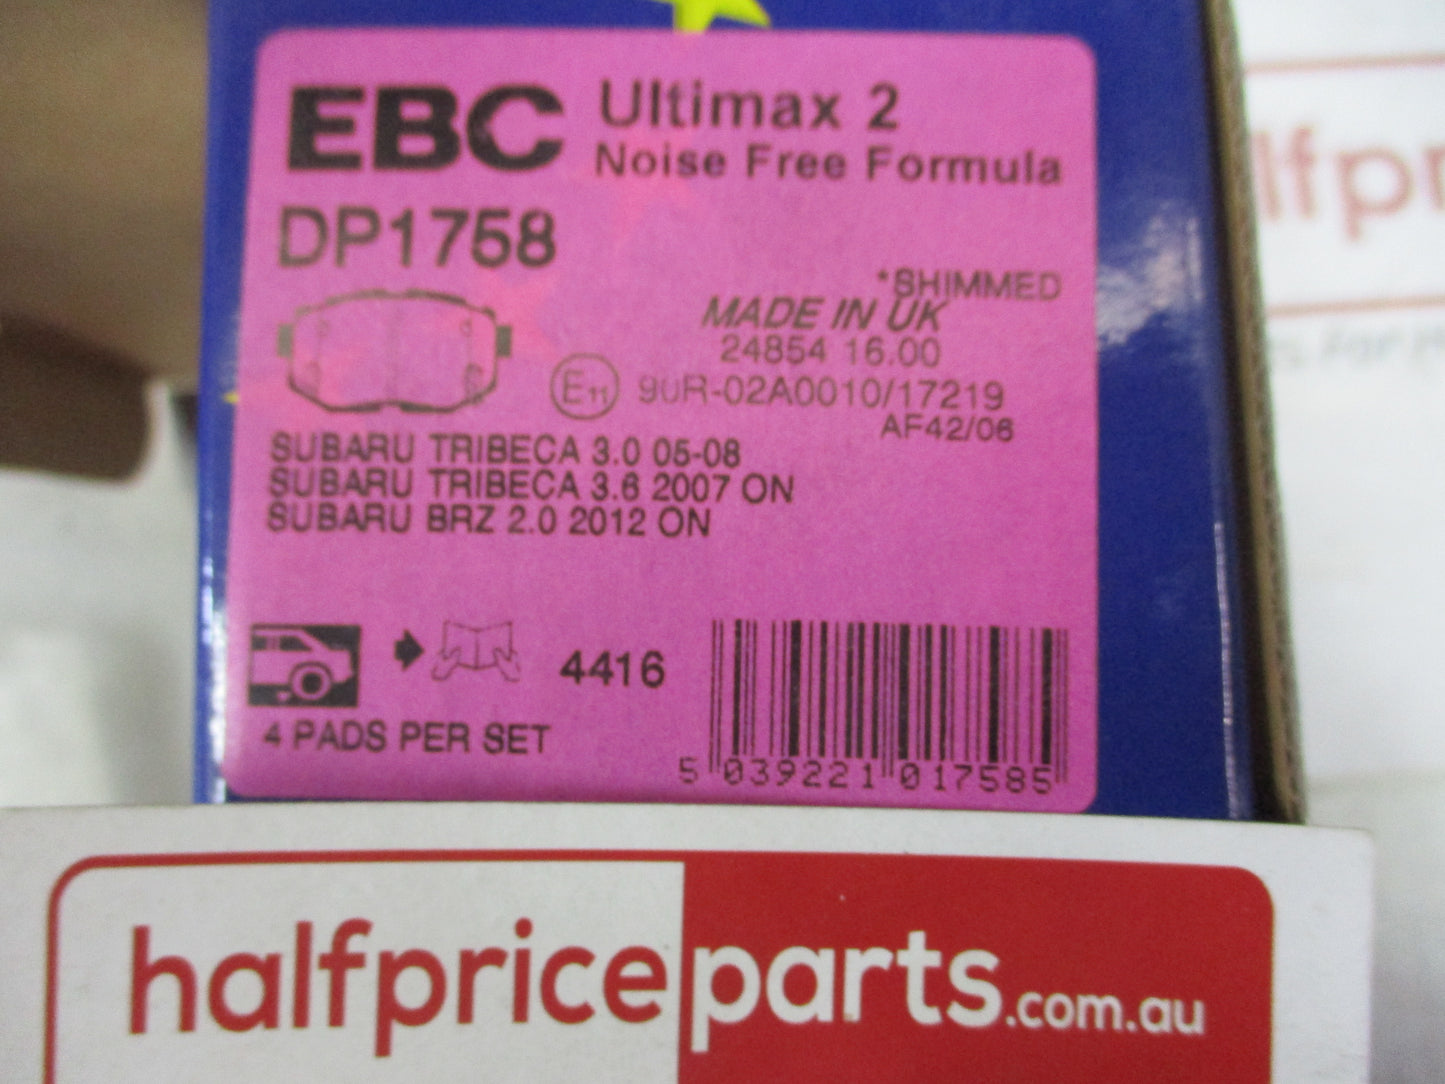 EBC Ultimax 2
Noise Free Formula
DP1758
*SHIMMED
MADE IN UK
24854 16.00
E11 90R-02A0010/17219
AF42/06
SUBARU TRIBECA 3.0 05-08
SUBARU TRIBECA 3.6 2007 ON
SUBARU BRZ 2.0 2012 ON
4416
4 PADS PER SET
5 039221 017585
halfpriceparts.com.au